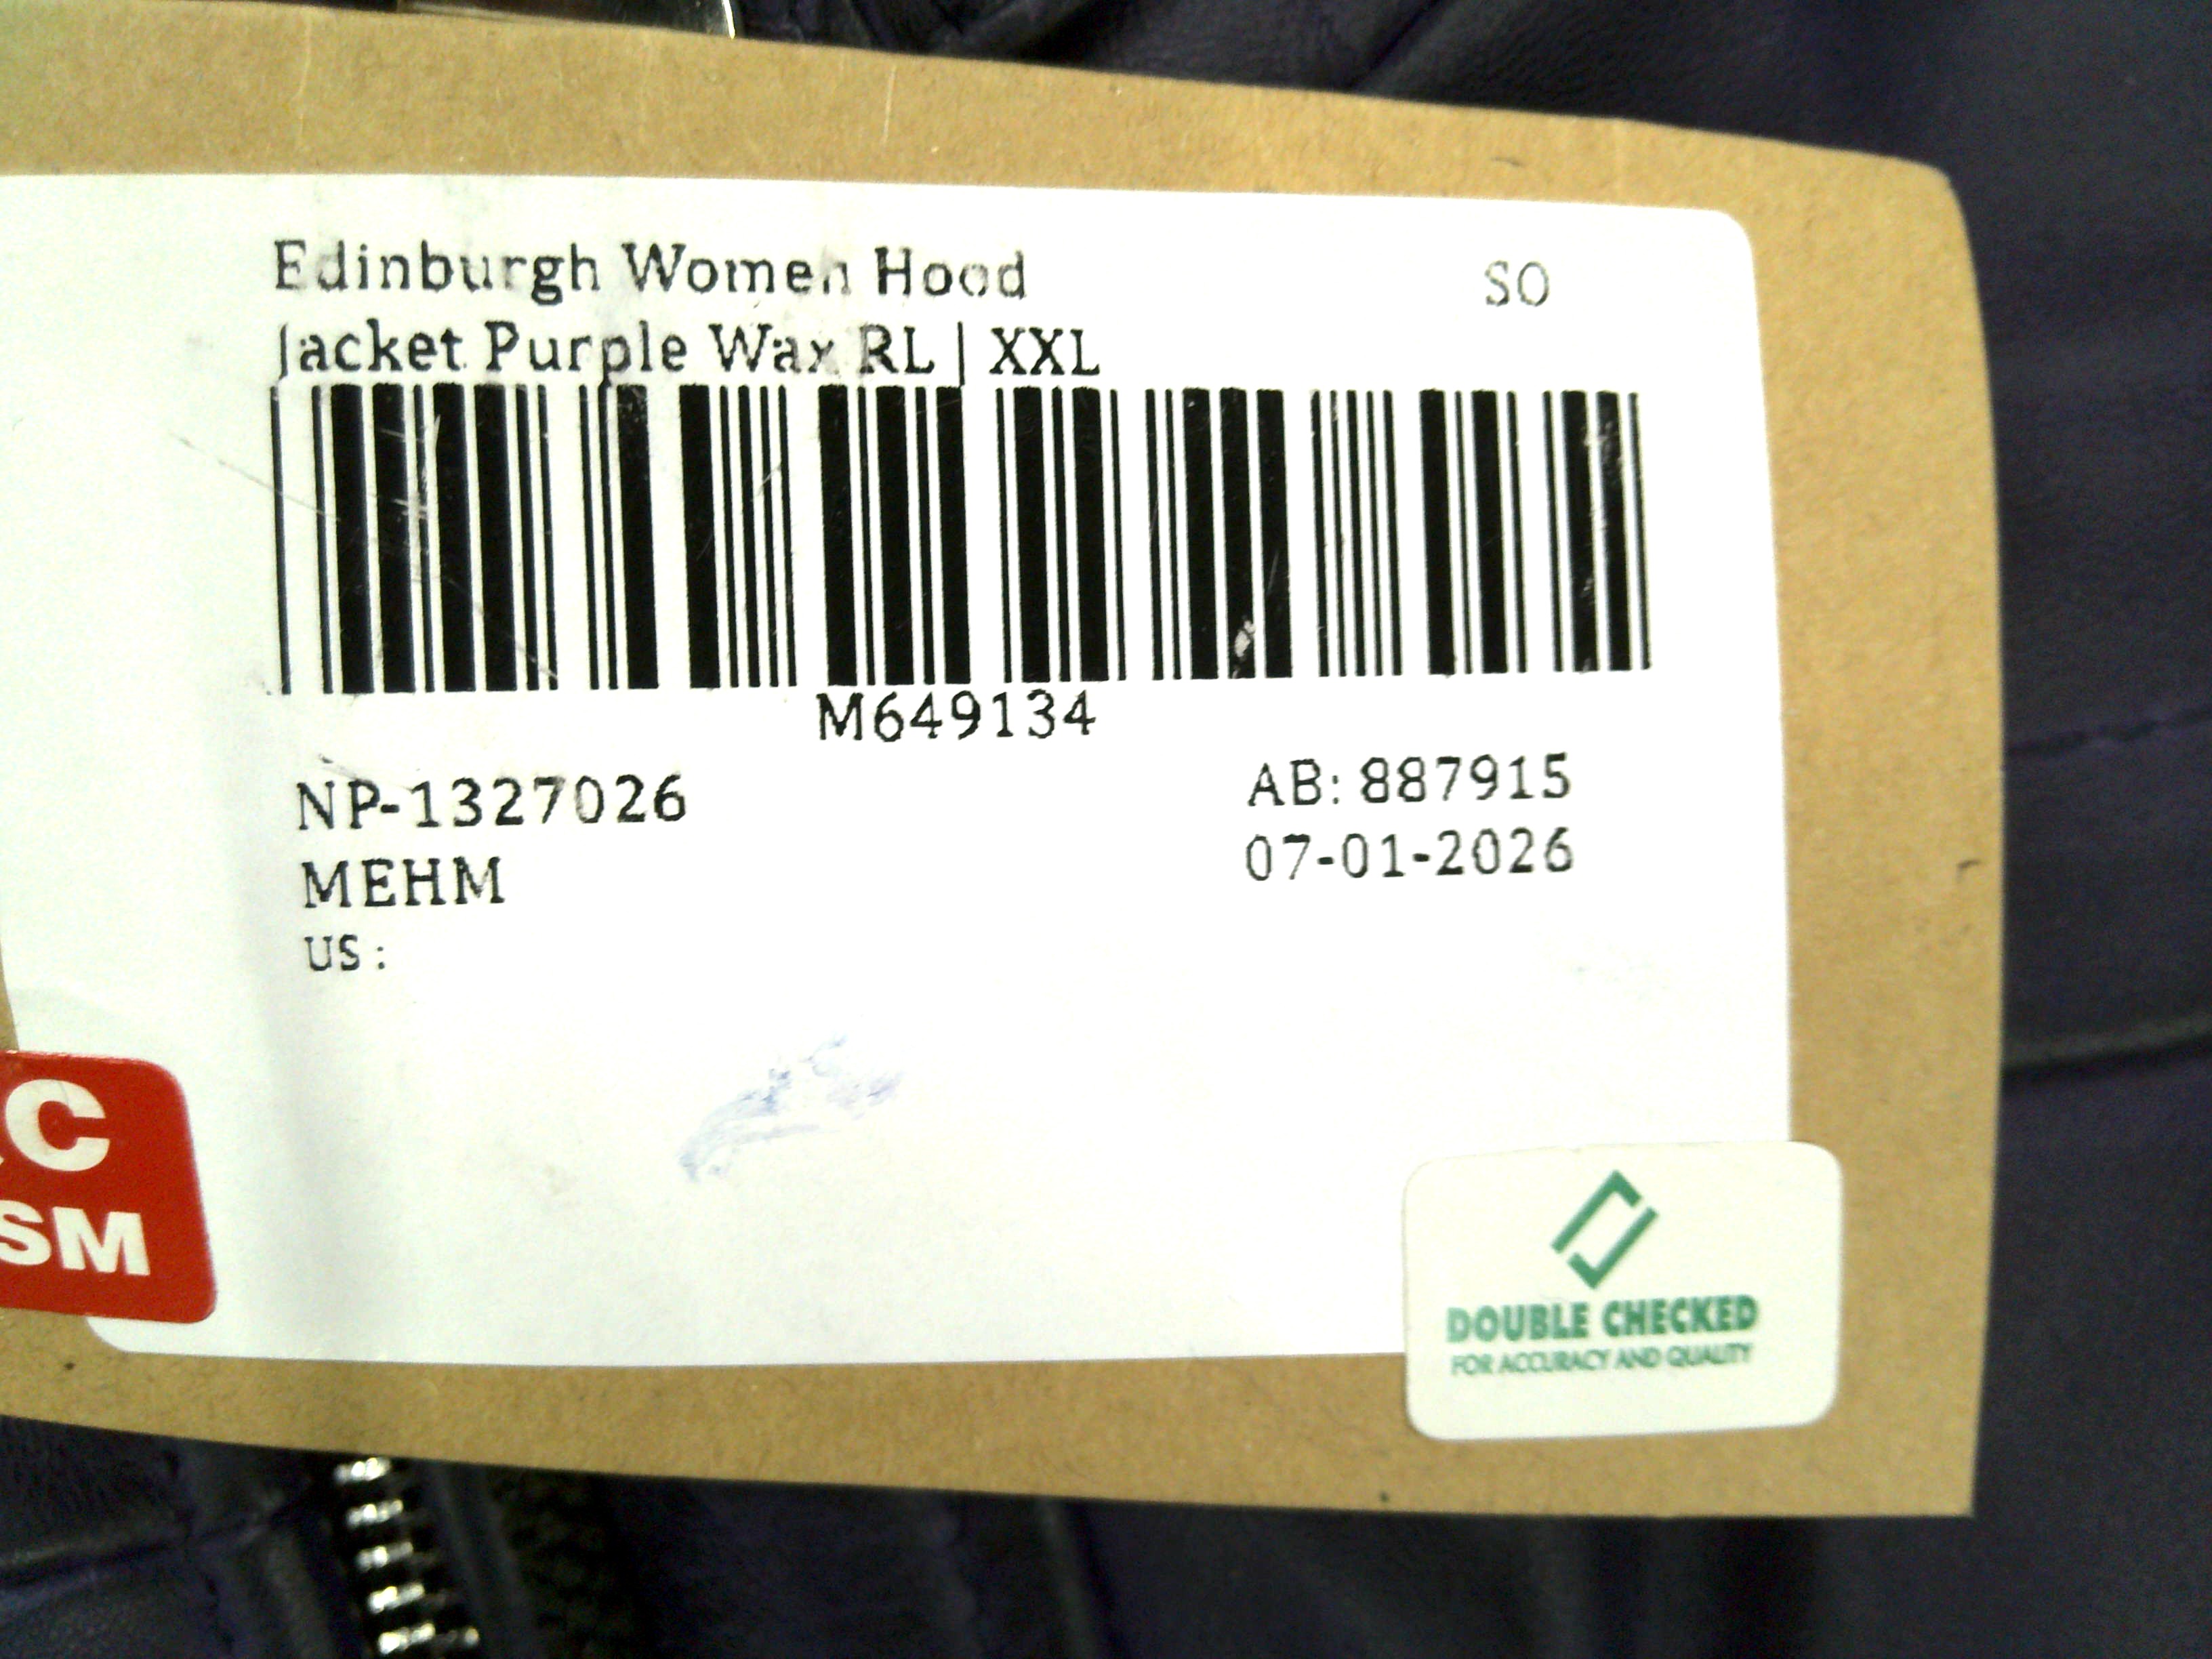 Edinburgh Women Hood
SO
Jacket Purple Wax RL | XXL
M649134
NP-1327026
AB: 887915
MEHM
07-01-2026
US :
C
SM
DOUBLE CHECKED
FOR ACCURACY AND QUALITY